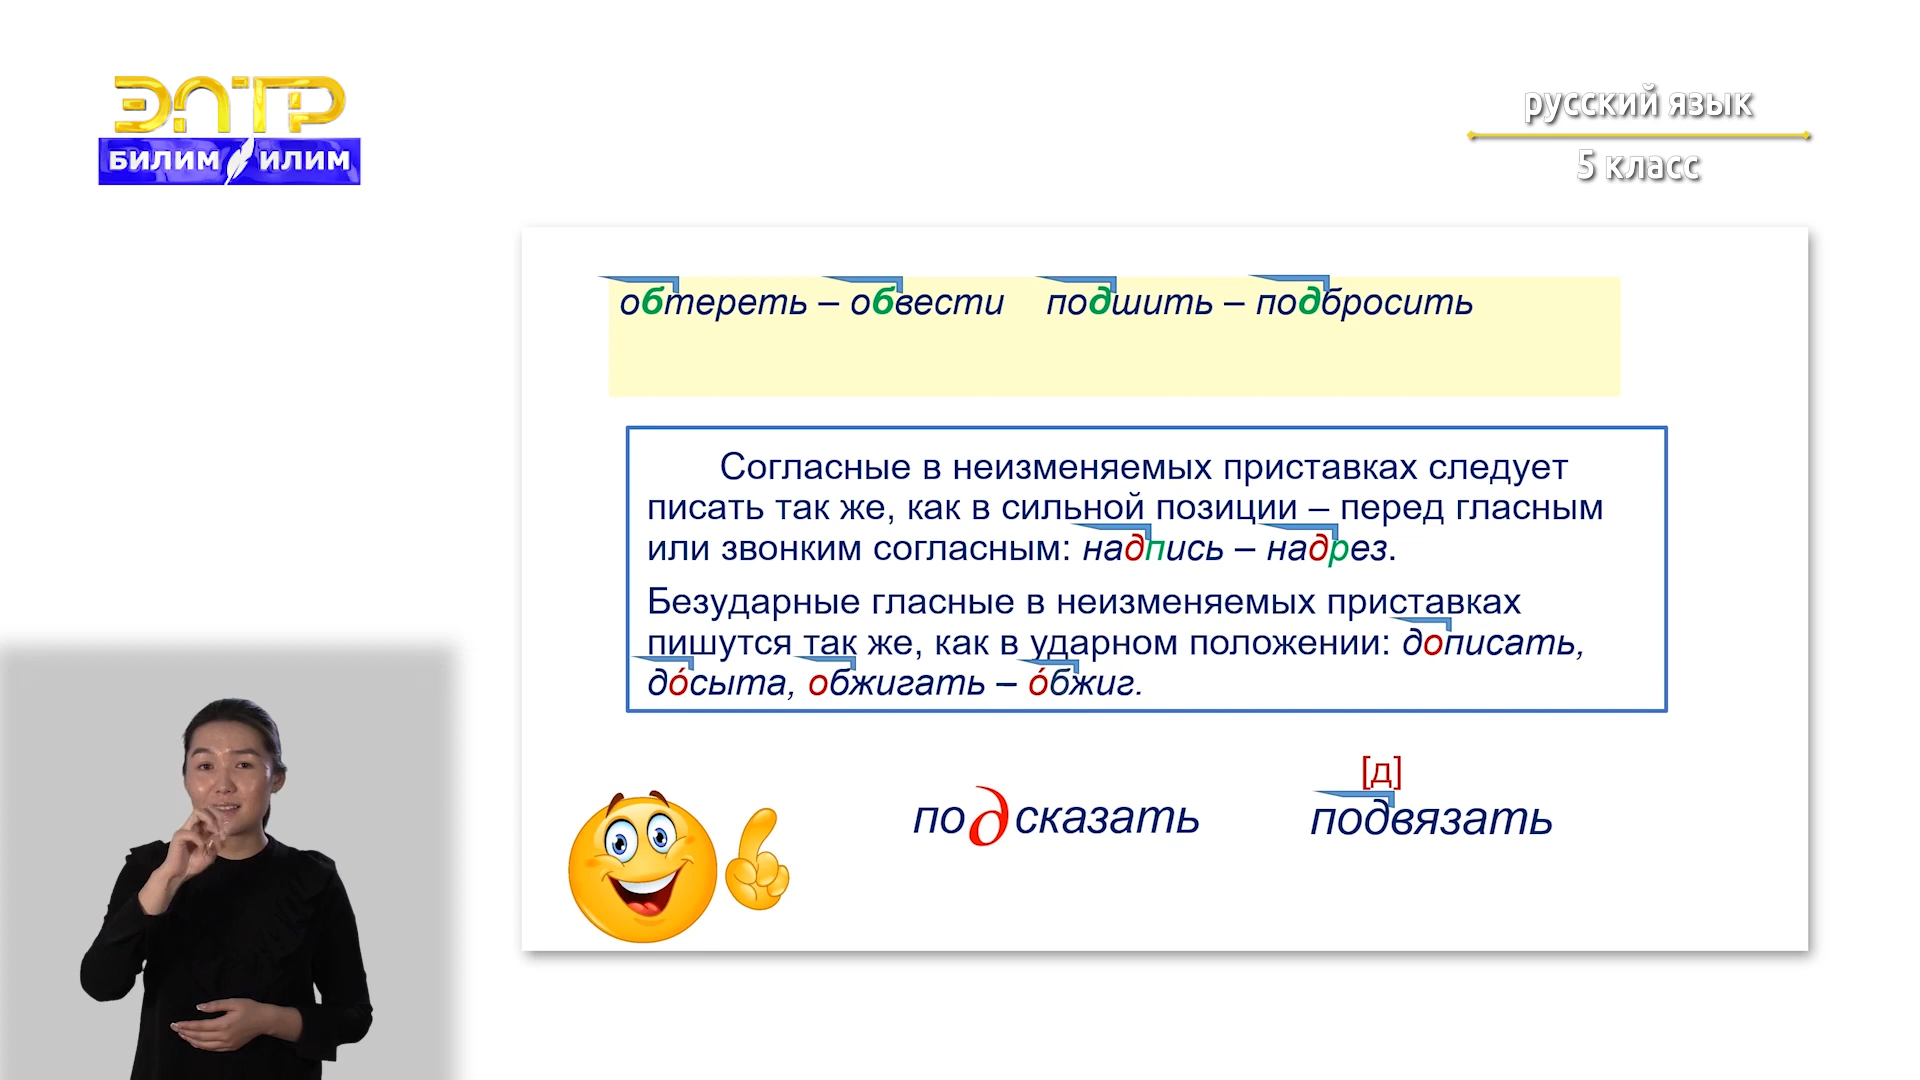 ЭЛТР
БИЛИМ ИЛИМ
русский язык
5 класс
обтереть – обвести подшить – подбросить
Согласные в неизменяемых приставках следует
писать так же, как в сильной позиции – перед гласным
или звонким согласным: надпись – надрез.
Безударные гласные в неизменяемых приставках
пишутся так же, как в ударном положении: дописать,
до́сыта, обжигать – о́бжиг.
[д]
подсказать подвязать